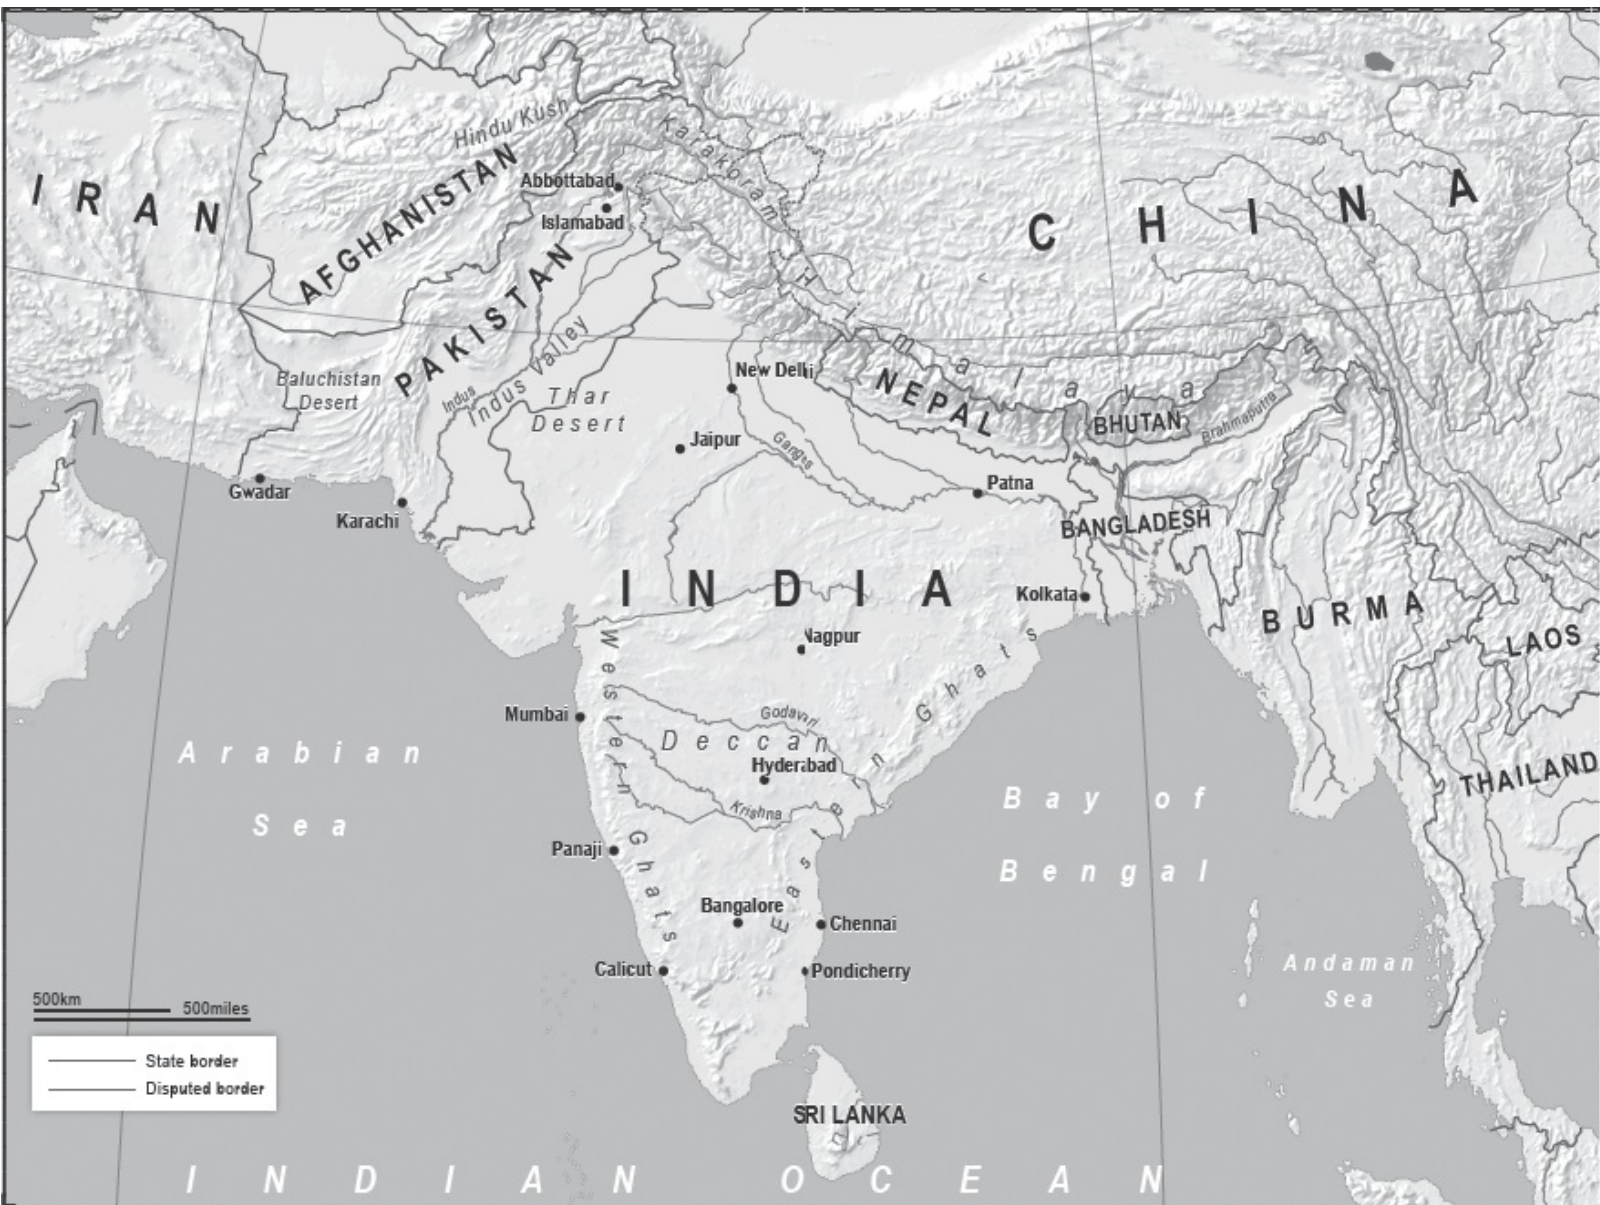 Hindu Kush
Karakoram
IRAN
AFGHANISTAN
Abbottabad
Islamabad
CHINA
PAKISTAN
Himalaya
Indus Valley
Indus
Baluchistan
Desert
Thar
Desert
New Delhi
NEPAL
BHUTAN
Brahmaputra
Jaipur
Ganges
Patna
Gwadar
Karachi
BANGLADESH
INDIA
Kolkata
BURMA
LAOS
Nagpur
Western Ghats
Eastern Ghats
Mumbai
Godavari
Deccan
Hyderabad
Krishna
THAILAND
Arabian
Sea
Bay of
Bengal
Panaji
Bangalore
Chennai
Calicut
Pondicherry
Andaman
Sea
500km
500miles
State border
Disputed border
SRI LANKA
INDIAN OCEAN